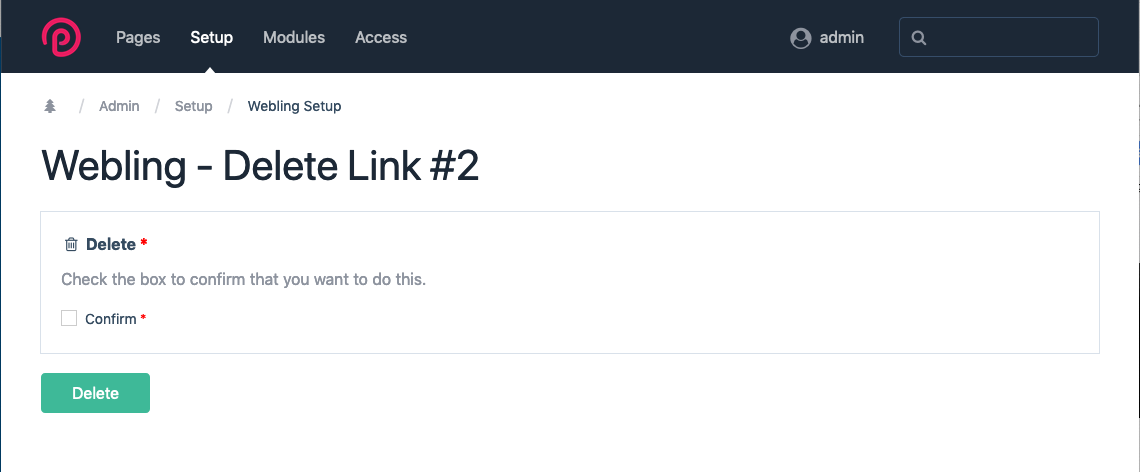 Pages Setup Modules Access admin
/ Admin / Setup / Webling Setup
Webling - Delete Link #2
Delete *
Check the box to confirm that you want to do this.
Confirm *
Delete